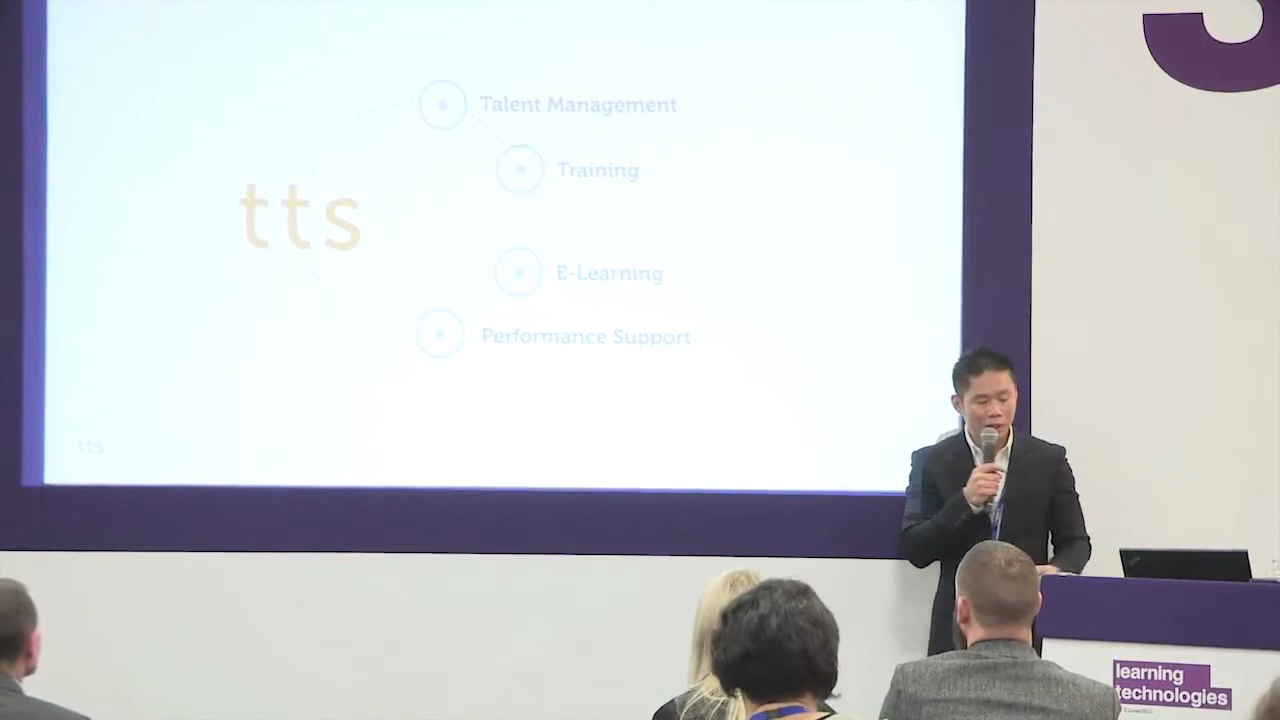 Talent Management
Training
tts
E-Learning
Performance Support
tts
learning
technologies